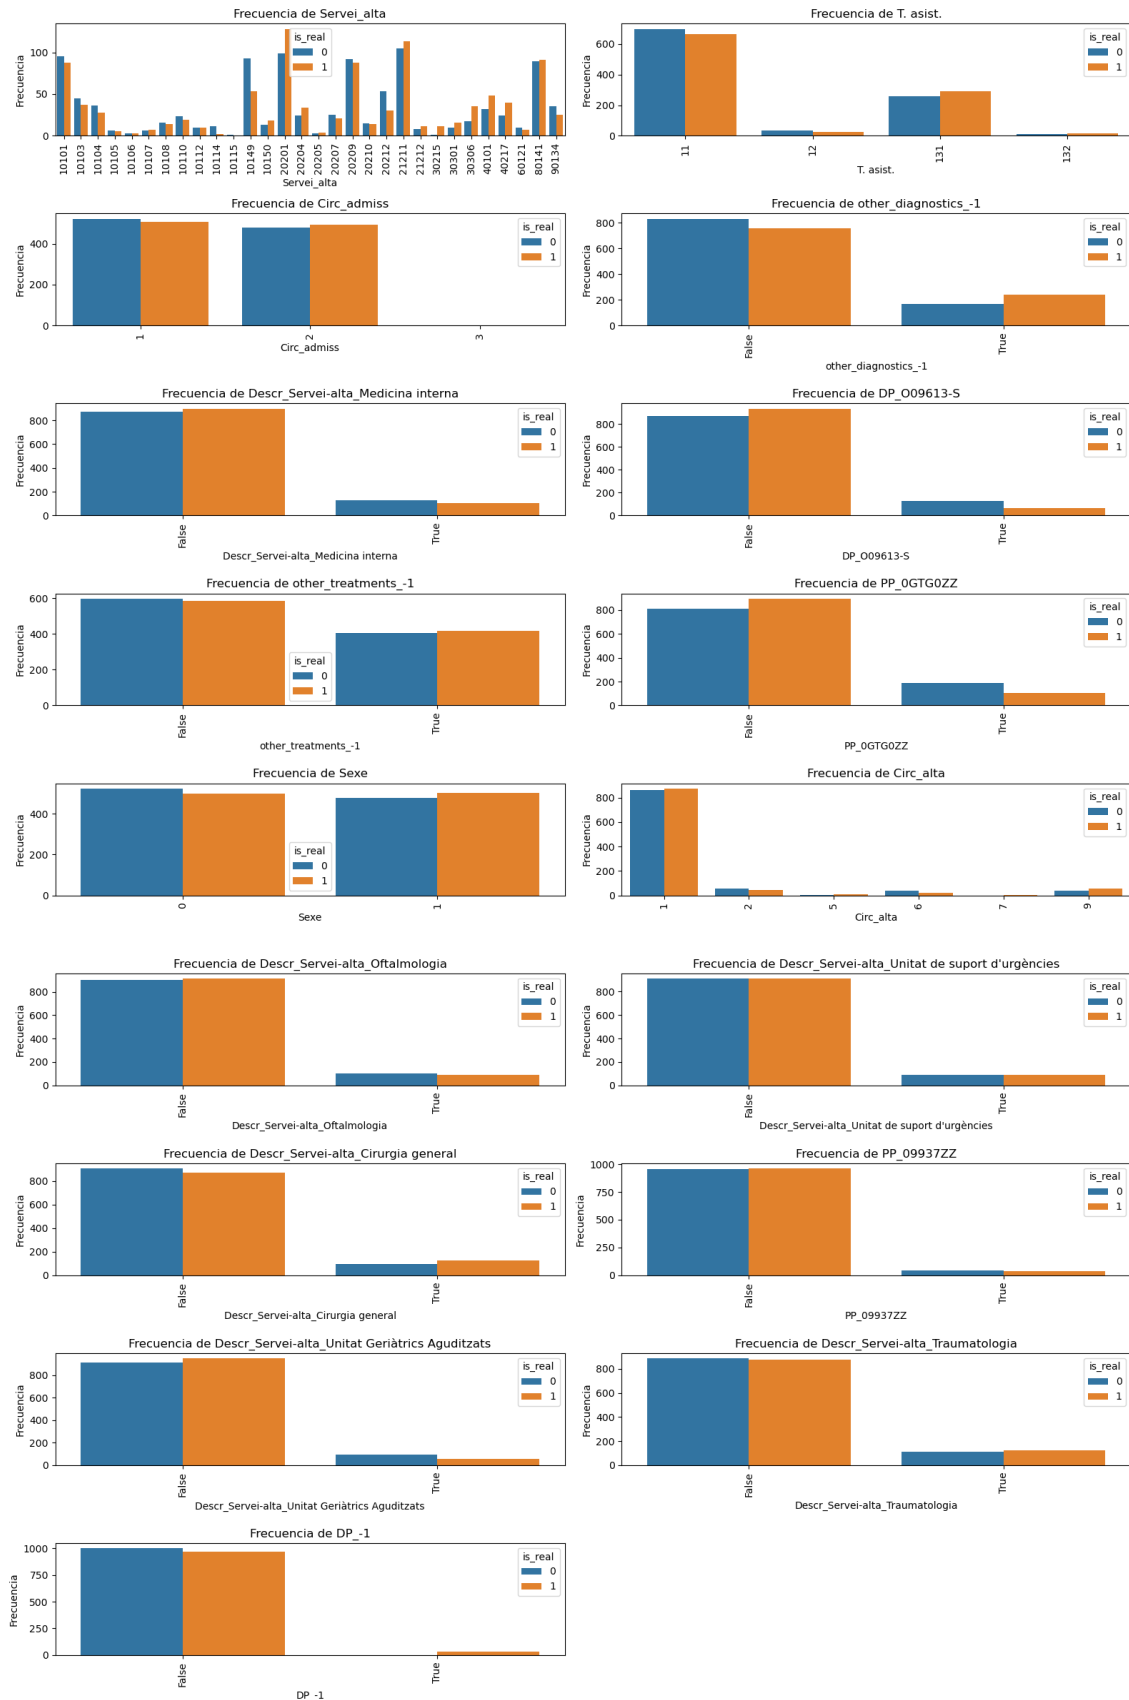 Frecuencia de Servei_alta
Frecuencia
100
50
0
is_real
0
1
10101
10103
10104
10105
10106
10107
10108
10110
10112
10114
10115
10149
10150
20201
20204
20205
20207
20209
20210
20212
21211
21212
30215
30301
30306
40101
40217
60121
80141
90134
Servei_alta
Frecuencia de T. asist.
Frecuencia
600
400
200
0
is_real
0
1
11
12
131
132
T. asist.
Frecuencia de Circ_admiss
Frecuencia
400
200
0
is_real
0
1
1
2
3
Circ_admiss
Frecuencia de other_diagnostics_-1
Frecuencia
800
600
400
200
0
is_real
0
1
False
True
other_diagnostics_-1
Frecuencia de Descr_Servei-alta_Medicina interna
Frecuencia
800
600
400
200
0
is_real
0
1
False
True
Descr_Servei-alta_Medicina interna
Frecuencia de DP_O09613-S
Frecuencia
800
600
400
200
0
is_real
0
1
False
True
DP_O09613-S
Frecuencia de other_treatments_-1
Frecuencia
600
400
200
0
is_real
0
1
False
True
other_treatments_-1
Frecuencia de PP_0GTG0ZZ
Frecuencia
800
600
400
200
0
is_real
0
1
False
True
PP_0GTG0ZZ
Frecuencia de Sexe
Frecuencia
400
200
0
is_real
0
1
0
1
Sexe
Frecuencia de Circ_alta
Frecuencia
800
600
400
200
0
is_real
0
1
1
2
5
6
7
9
Circ_alta
Frecuencia de Descr_Servei-alta_Oftalmologia
Frecuencia
800
600
400
200
0
is_real
0
1
False
True
Descr_Servei-alta_Oftalmologia
Frecuencia de Descr_Servei-alta_Unitat de suport d'urgències
Frecuencia
800
600
400
200
0
is_real
0
1
False
True
Descr_Servei-alta_Unitat de suport d'urgències
Frecuencia de Descr_Servei-alta_Cirurgia general
Frecuencia
800
600
400
200
0
is_real
0
1
False
True
Descr_Servei-alta_Cirurgia general
Frecuencia de PP_09937ZZ
Frecuencia
1000
750
500
250
0
is_real
0
1
False
True
PP_09937ZZ
Frecuencia de Descr_Servei-alta_Unitat Geriàtrics Aguditzats
Frecuencia
800
600
400
200
0
is_real
0
1
False
True
Descr_Servei-alta_Unitat Geriàtrics Aguditzats
Frecuencia de Descr_Servei-alta_Traumatologia
Frecuencia
800
600
400
200
0
is_real
0
1
False
True
Descr_Servei-alta_Traumatologia
Frecuencia de DP_-1
Frecuencia
1000
750
500
250
0
is_real
0
1
False
True
DP_-1